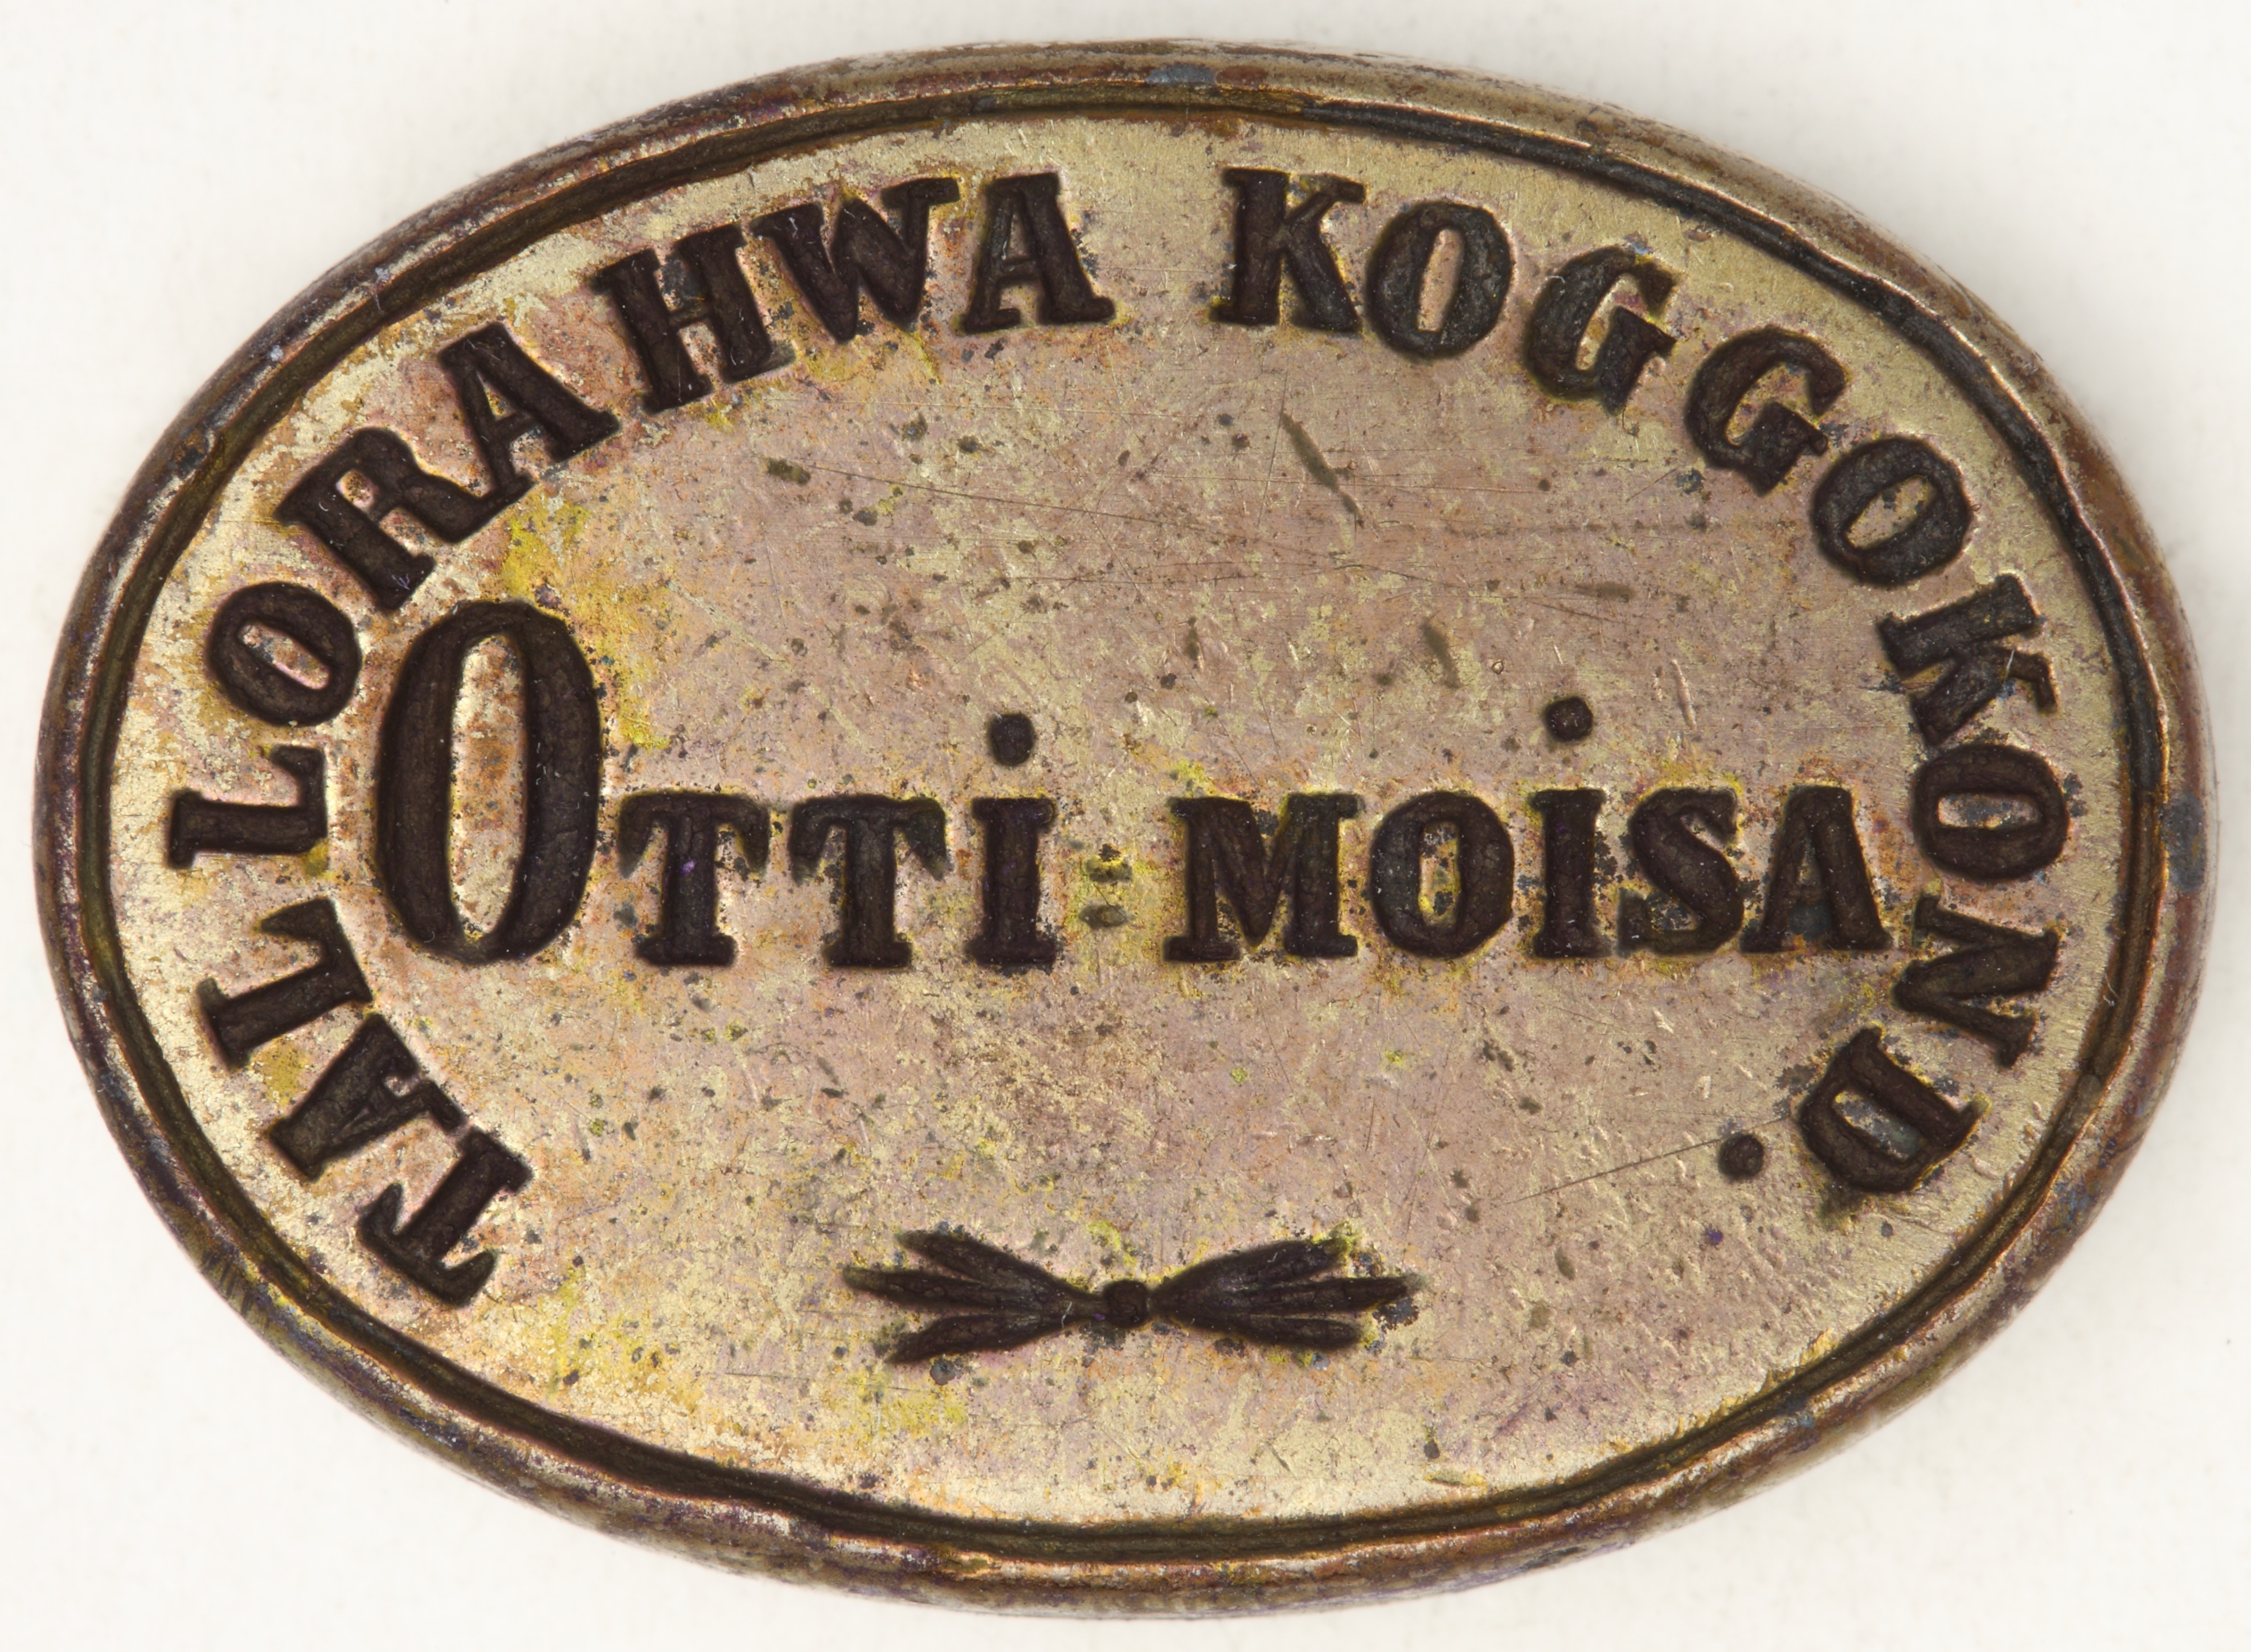 TALLORAHWA KOGGOKOND.
OTTI = MOISA